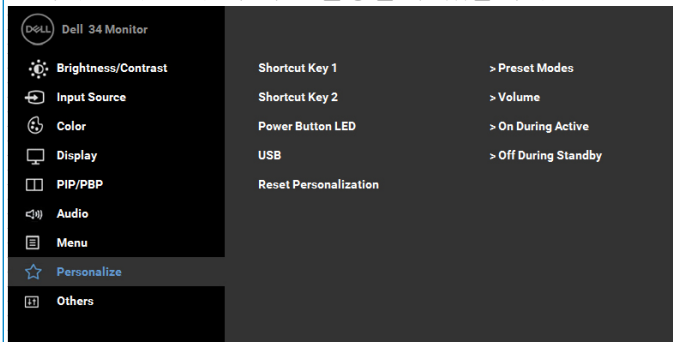 DELL Dell 34 Monitor
Brightness/Contrast Shortcut Key 1 > Preset Modes
Input Source Shortcut Key 2 > Volume
Color Power Button LED > On During Active
Display USB > Off During Standby
PIP/PBP Reset Personalization
Audio
Menu
Personalize
Others